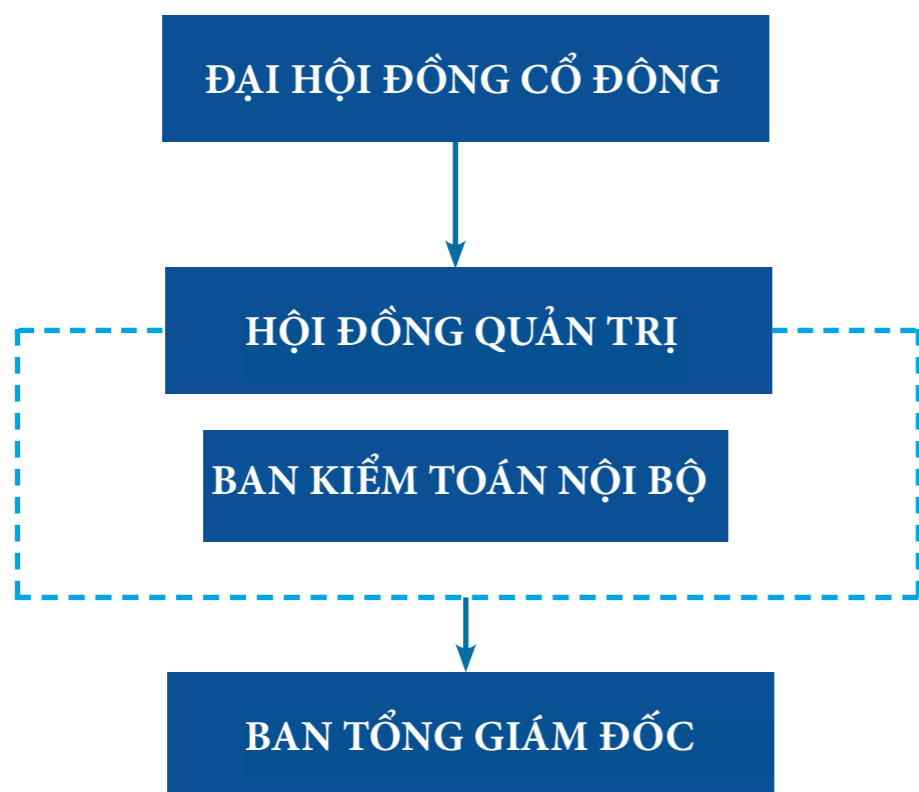 ĐẠI HỘI ĐỒNG CỔ ĐÔNG
HỘI ĐỒNG QUẢN TRỊ
BAN KIỂM TOÁN NỘI BỘ
BAN TỔNG GIÁM ĐỐC